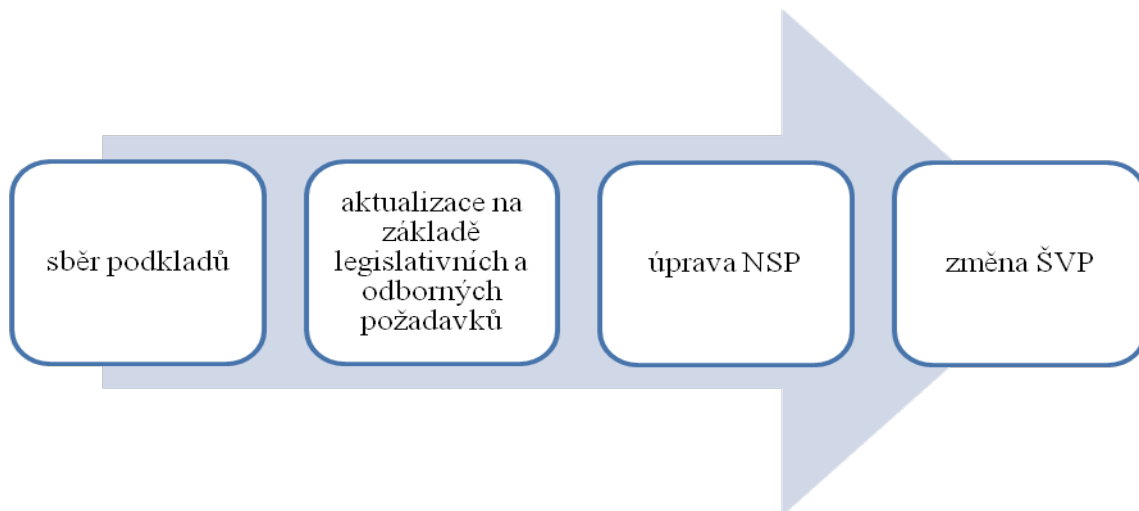 sběr podkladů
aktualizace na
základě
legislativních a
odborných
požadavků
úprava NSP
změna ŠVP